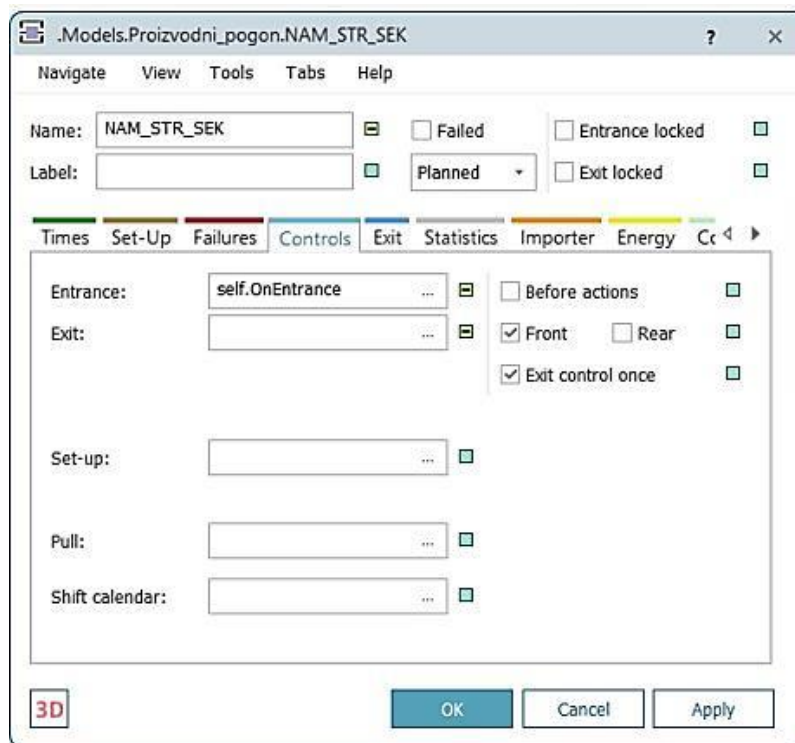 .Models.Proizvodni_pogon.NAM_STR_SEK ? ×
Navigate View Tools Tabs Help
Name: NAM_STR_SEK Failed Entrance locked
Label: Planned Exit locked
Times Set-Up Failures Controls Exit Statistics Importer Energy Cc
Entrance: self.OnEntrance ... Before actions
Exit: ... Front Rear
Exit control once
Set-up: ...
Pull: ...
Shift calendar: ...
3D OK Cancel Apply